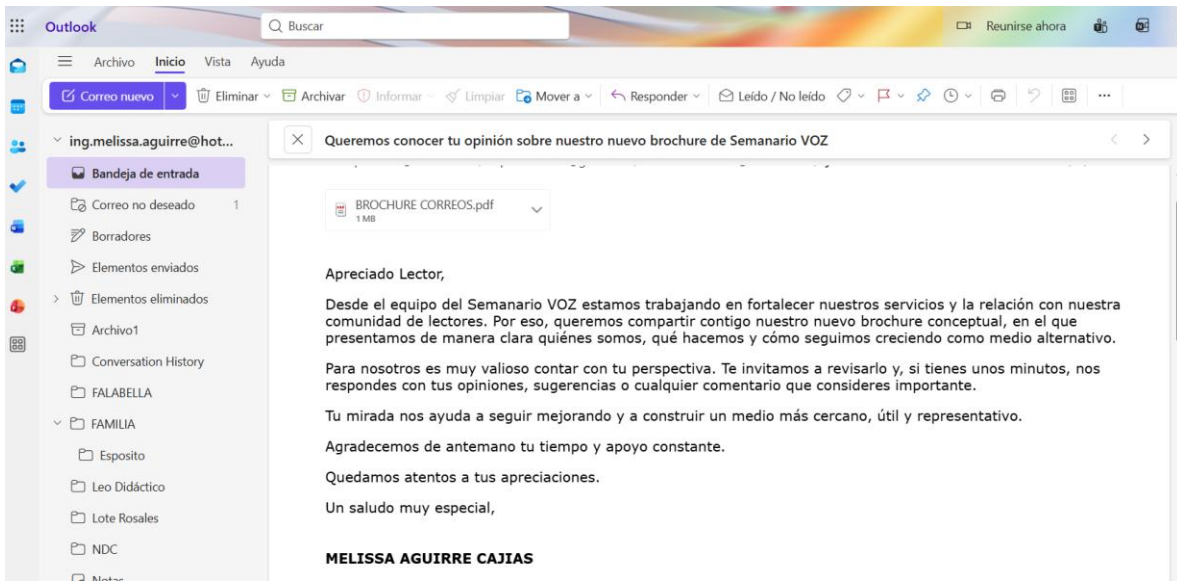 Outlook
Buscar
Reunirse ahora
Archivo Inicio Vista Ayuda
Correo nuevo Eliminar Archivar Informar Limpiar Mover a Responder Leído / No leído
ing.melissa.aguirre@hot...
Queremos conocer tu opinión sobre nuestro nuevo brochure de Semanario VOZ
Bandeja de entrada
Correo no deseado 1
Borradores
Elementos enviados
Elementos eliminados
Archivo1
Conversation History
FALABELLA
FAMILIA
Esposito
Leo Didáctico
Lote Rosales
NDC
Notas
BROCHURE CORREOS.pdf
1 MB
Apreciado Lector,
Desde el equipo del Semanario VOZ estamos trabajando en fortalecer nuestros servicios y la relación con nuestra
comunidad de lectores. Por eso, queremos compartir contigo nuestro nuevo brochure conceptual, en el que
presentamos de manera clara quiénes somos, qué hacemos y cómo seguimos creciendo como medio alternativo.
Para nosotros es muy valioso contar con tu perspectiva. Te invitamos a revisarlo y, si tienes unos minutos, nos
respondes con tus opiniones, sugerencias o cualquier comentario que consideres importante.
Tu mirada nos ayuda a seguir mejorando y a construir un medio más cercano, útil y representativo.
Agradecemos de antemano tu tiempo y apoyo constante.
Quedamos atentos a tus apreciaciones.
Un saludo muy especial,
MELISSA AGUIRRE CAJIAS